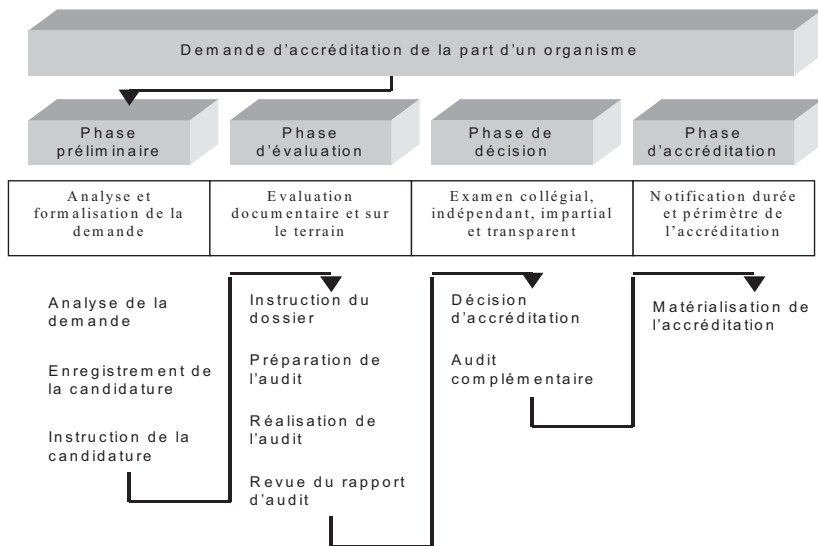 Demande d'accréditation de la part d'un organisme
Phase
préliminaire
Phase
d'évaluation
Phase de
décision
Phase
d'accréditation
Analyse et
formalisation de la
demande
Evaluation
documentaire et sur
le terrain
Examen collégial,
indépendant, impartial
et transparent
Notification durée
et périmètre de
l'accréditation
Analyse de la
demande
Enregistrement de
la candidature
Instruction de la
candidature
Instruction du
dossier
Préparation de
l'audit
Réalisation de
l'audit
Revue du rapport
d'audit
Décision
d'accréditation
Audit
complémentaire
Matérialisation de
l'accréditation